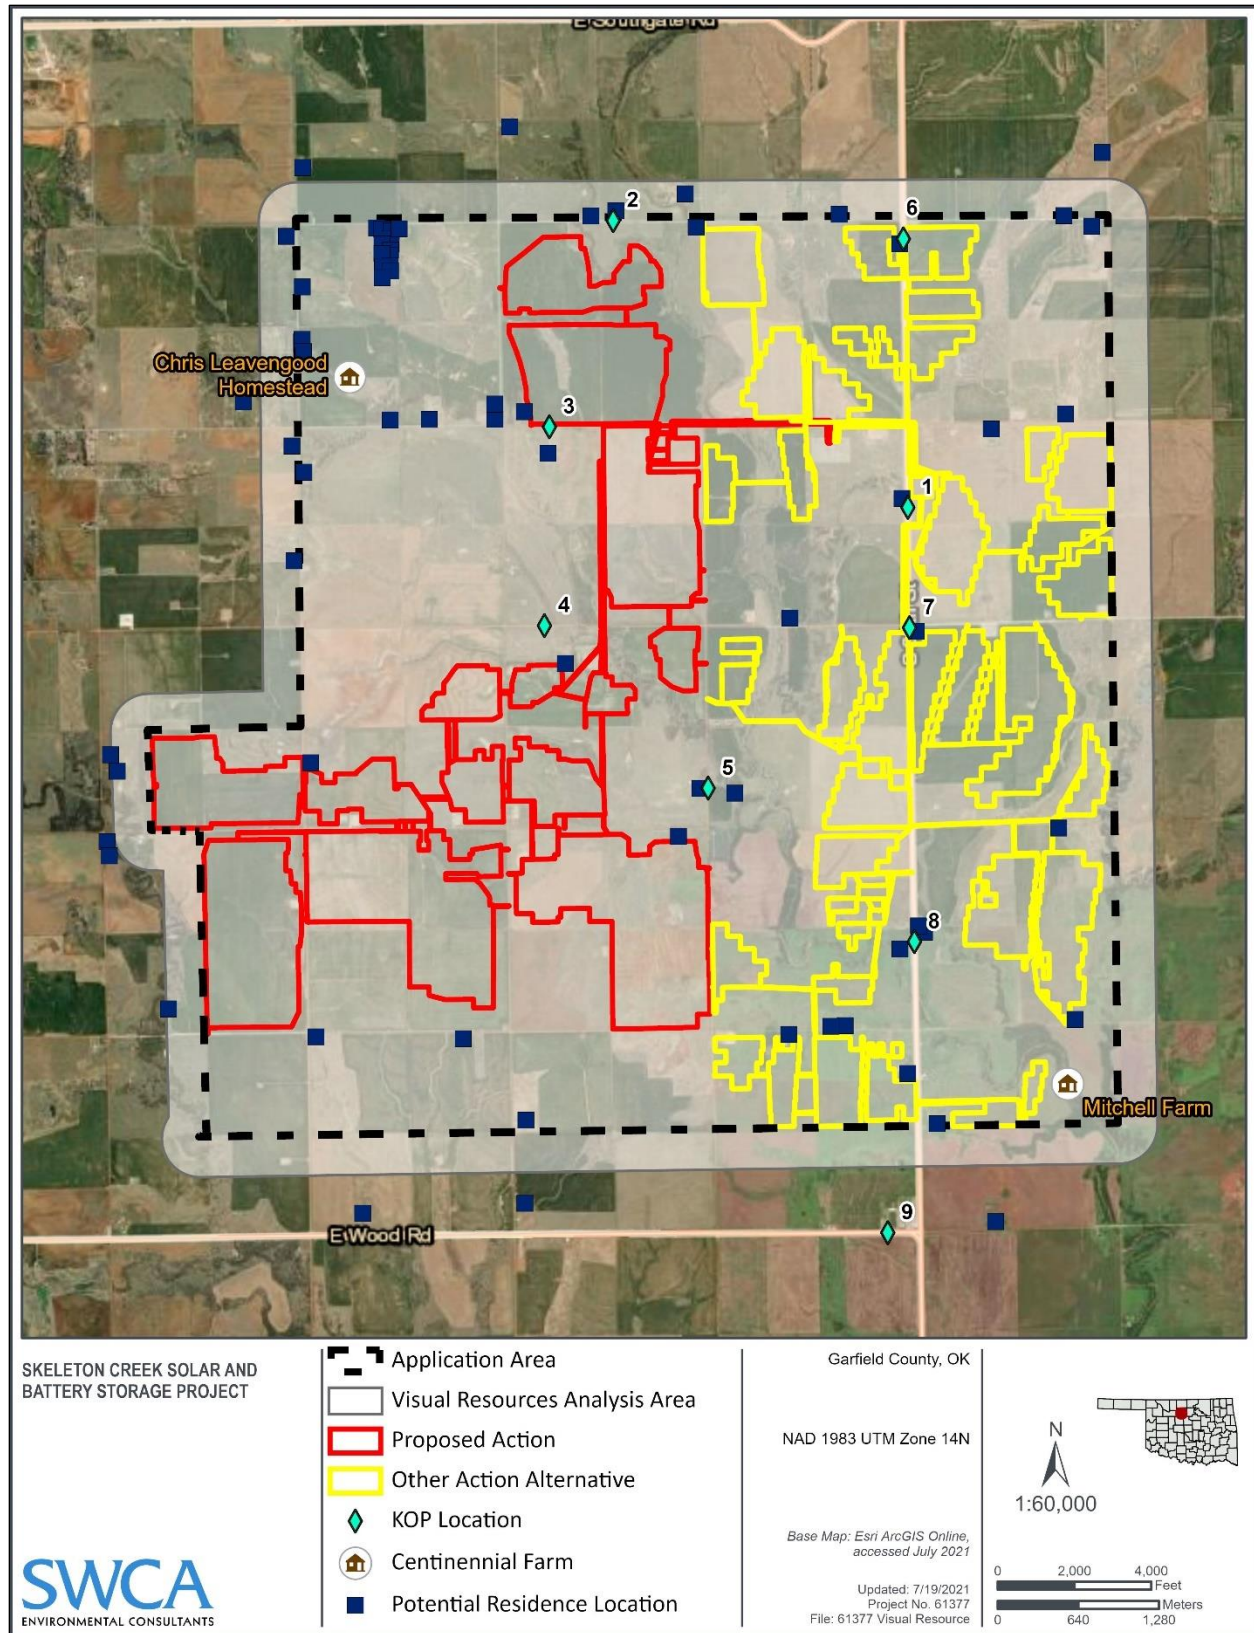 E Southgate Rd
2
6
Chris Leavengood
Homestead
3
1
4
7
5
8
Mitchell Farm
9
E Wood Rd
SKELETON CREEK SOLAR AND
BATTERY STORAGE PROJECT
SWCA
ENVIRONMENTAL CONSULTANTS
Application Area
Visual Resources Analysis Area
Proposed Action
Other Action Alternative
KOP Location
Centinennial Farm
Potential Residence Location
Garfield County, OK
NAD 1983 UTM Zone 14N
Base Map: Esri ArcGIS Online,
accessed July 2021
Updated: 7/19/2021
Project No. 61377
File: 61377 Visual Resource
N
1:60,000
0 2,000 4,000
Feet
Meters
0 640 1,280